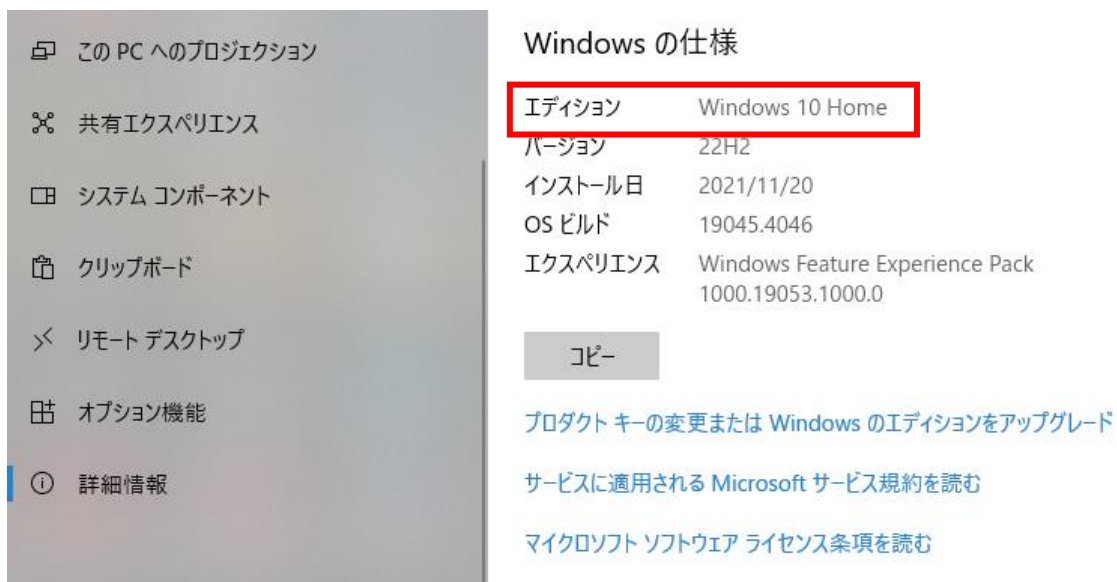 この PC へのプロジェクション
共有エクスペリエンス
システム コンポーネント
クリップボード
リモート デスクトップ
オプション機能
詳細情報
Windows の仕様
エディション Windows 10 Home
バージョン 22H2
インストール日 2021/11/20
OS ビルド 19045.4046
エクスペリエンス Windows Feature Experience Pack
1000.19053.1000.0
コピー
プロダクト キーの変更または Windows のエディションをアップグレード
サービスに適用される Microsoft サービス規約を読む
マイクロソフト ソフトウェア ライセンス条項を読む